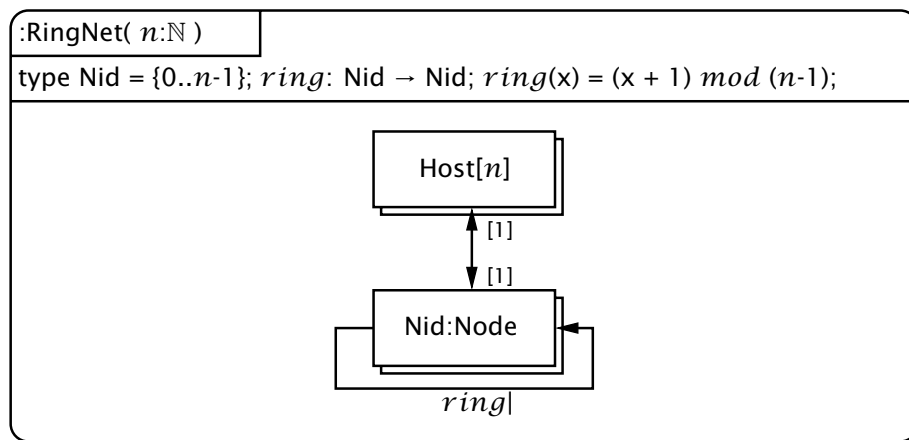 :RingNet( n:ℕ )
type Nid = {0..n-1}; ring: Nid → Nid; ring(x) = (x + 1) mod (n-1);
Host[n]
[1]
[1]
Nid:Node
ring|